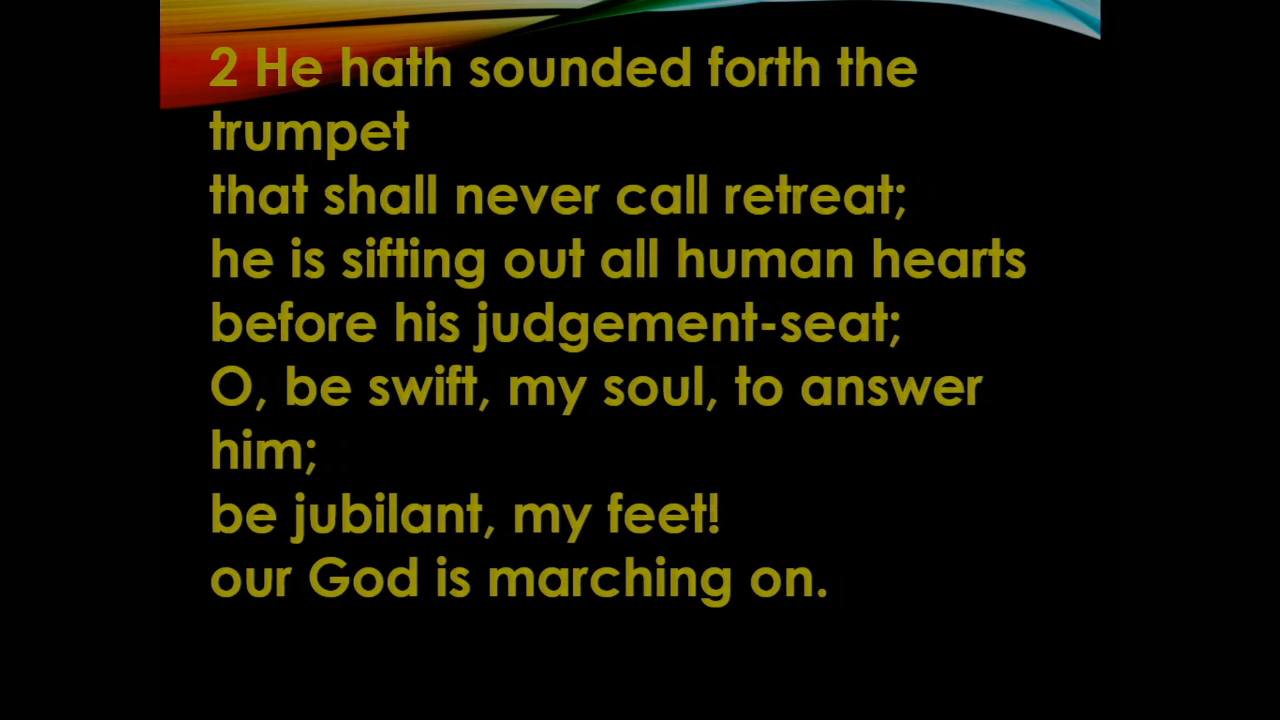 2 He hath sounded forth the
trumpet
that shall never call retreat;
he is sifting out all human hearts
before his judgement-seat;
O, be swift, my soul, to answer
him;
be jubilant, my feet!
our God is marching on.